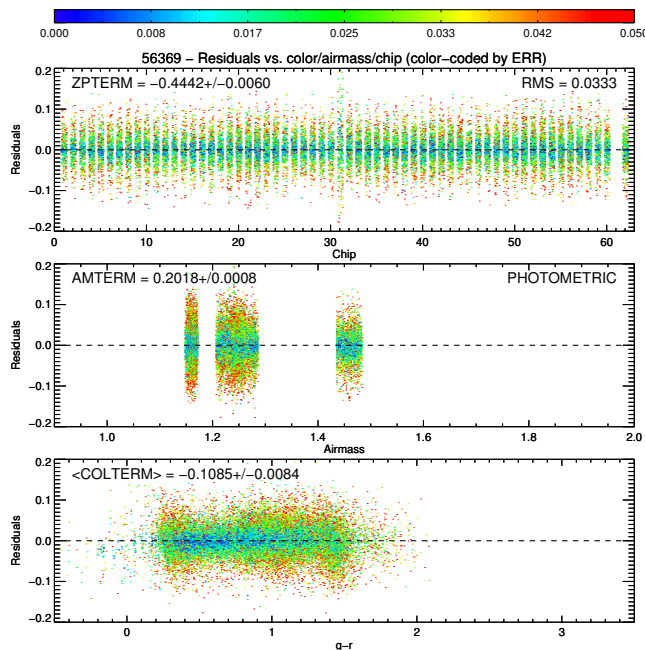 0.000 0.008 0.017 0.025 0.033 0.042 0.050
56369 − Residuals vs. color/airmass/chip (color−coded by ERR)
ZPTERM = −0.4442+/−0.0060 RMS = 0.0333
0.2
0.1
0.0
−0.1
−0.2
Residuals
0 10 20 30 40 50 60
Chip
AMTERM = 0.2018+/−0.0008 PHOTOMETRIC
0.2
0.1
0.0
−0.1
−0.2
Residuals
1.0 1.2 1.4 1.6 1.8 2.0
Airmass
<COLTERM> = −0.1085+/−0.0084
0.2
0.1
0.0
−0.1
−0.2
Residuals
0 1 2 3
g−r